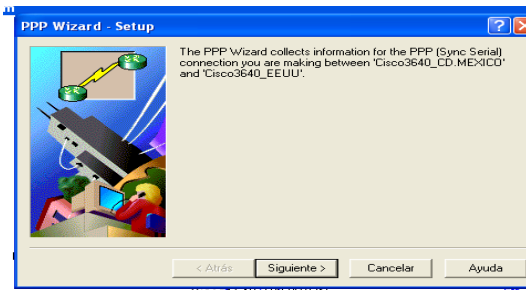 PPP Wizard - Setup
The PPP Wizard collects information for the PPP (Sync Serial)
connection you are making between 'Cisco3640_CD.MEXICO'
and 'Cisco3640_EEUU'.
< Atrás
Siguiente >
Cancelar
Ayuda